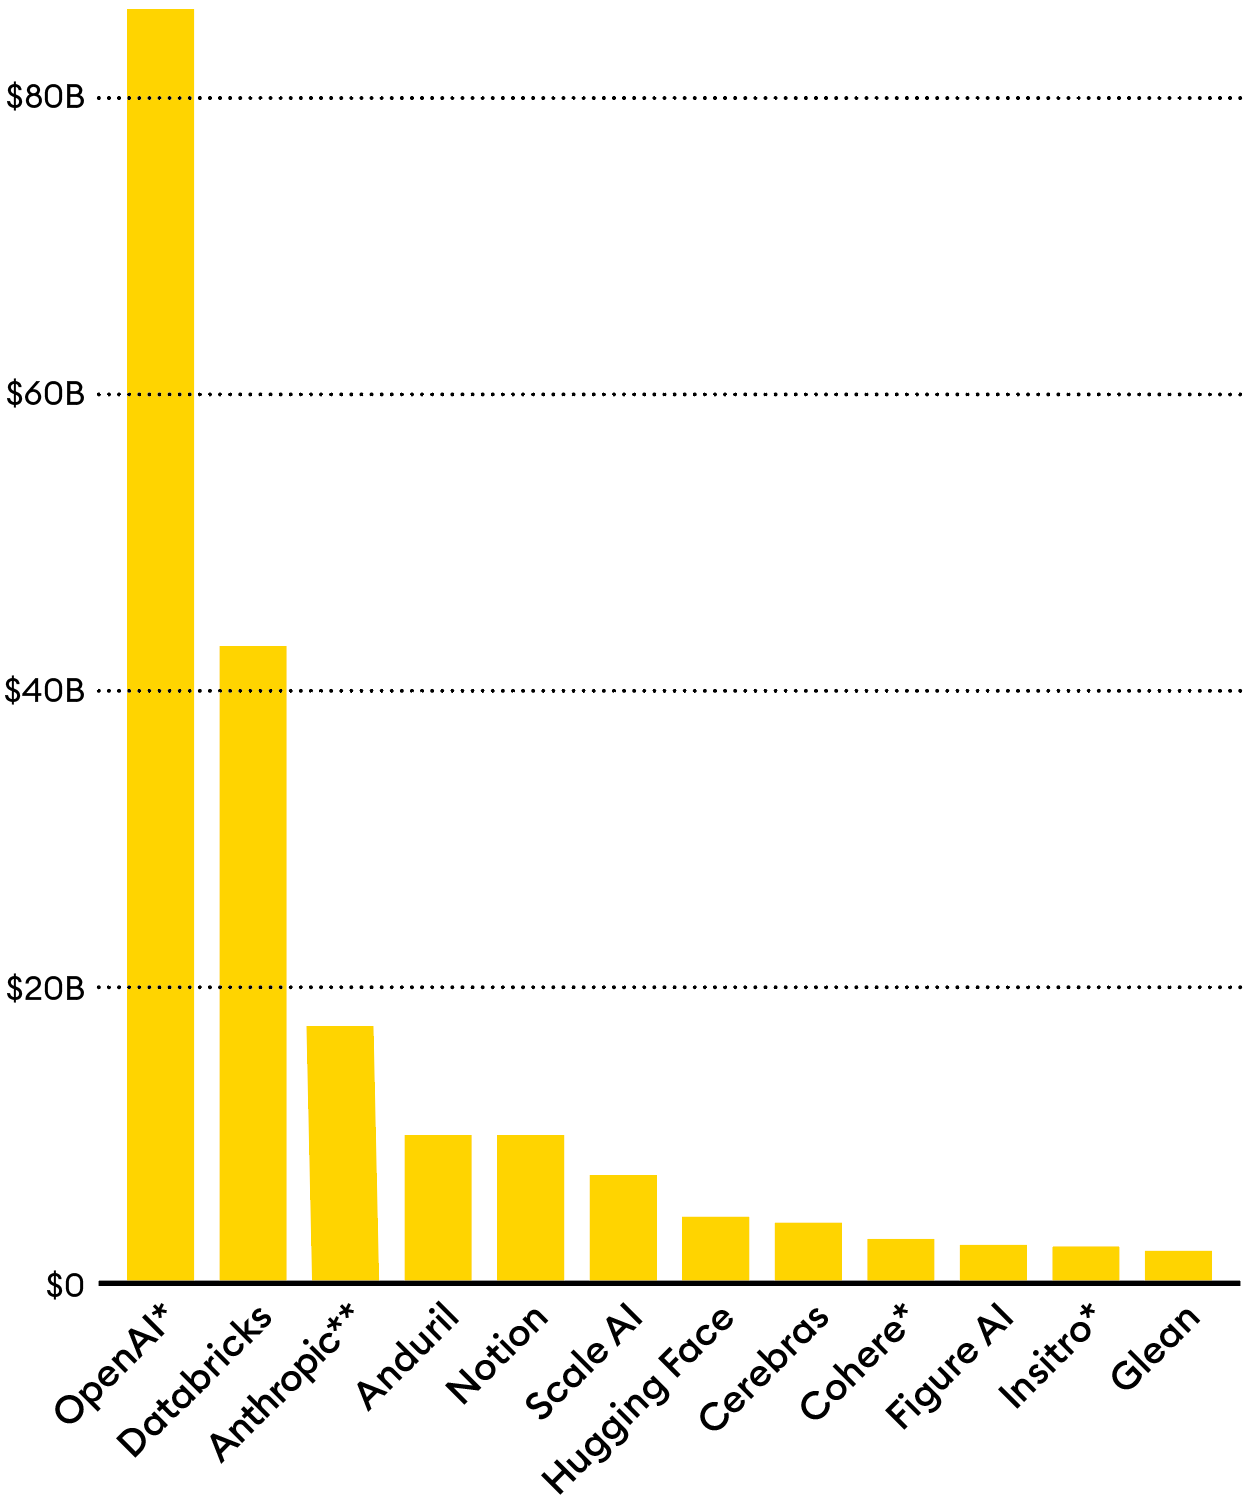 $80B
$60B
$40B
$20B
$0
OpenAI*
Databricks
Anthropic**
Anduril
Notion
Scale AI
Hugging Face
Cerebras
Cohere*
Figure AI
Insitro*
Glean